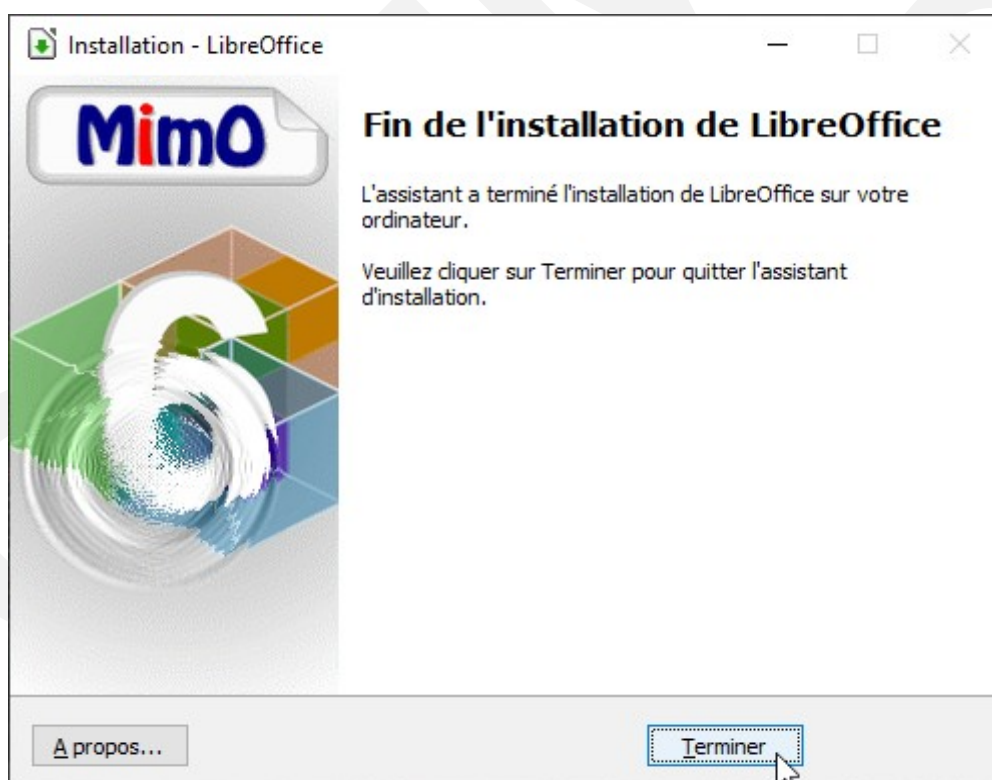 Installation - LibreOffice
MimO
Fin de l'installation de LibreOffice
L'assistant a terminé l'installation de LibreOffice sur votre
ordinateur.
Veuillez cliquer sur Terminer pour quitter l'assistant
d'installation.
A propos...
Terminer